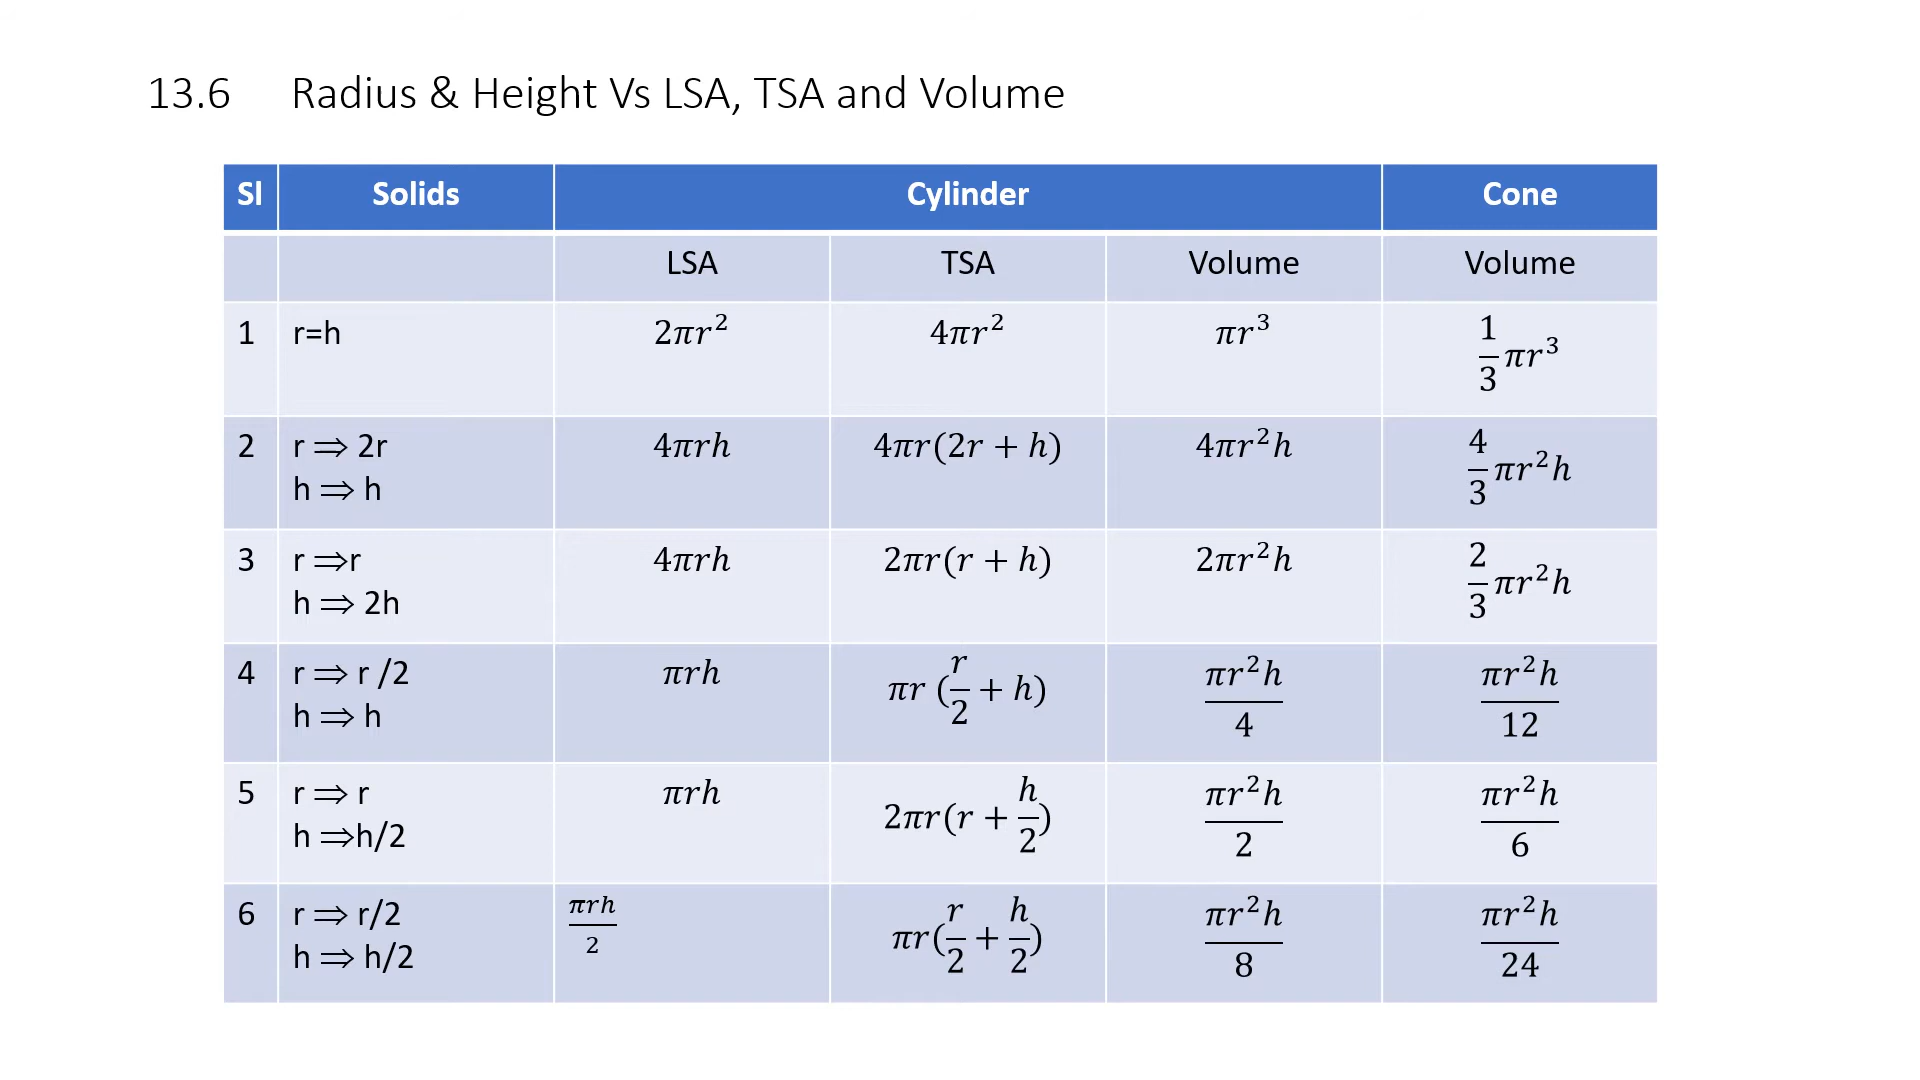 13.6 Radius & Height Vs LSA, TSA and Volume
Sl Solids Cylinder Cone
LSA TSA Volume Volume
1 r=h 2𝜋𝑟² 4𝜋𝑟² 𝜋𝑟³ 1/3 𝜋𝑟³
2 r ⇒ 2r
h ⇒ h 4𝜋𝑟ℎ 4𝜋𝑟(2𝑟 + ℎ) 4𝜋𝑟²ℎ 4/3 𝜋𝑟²ℎ
3 r ⇒r
h ⇒ 2h 4𝜋𝑟ℎ 2𝜋𝑟(𝑟 + ℎ) 2𝜋𝑟²ℎ 2/3 𝜋𝑟²ℎ
4 r ⇒ r /2
h ⇒ h 𝜋𝑟ℎ 𝜋𝑟 (𝑟/2 + ℎ) 𝜋𝑟²ℎ/4 𝜋𝑟²ℎ/12
5 r ⇒ r
h ⇒h/2 𝜋𝑟ℎ 2𝜋𝑟(𝑟 + ℎ/2) 𝜋𝑟²ℎ/2 𝜋𝑟²ℎ/6
6 r ⇒ r/2
h ⇒ h/2 𝜋𝑟ℎ/2 𝜋𝑟(𝑟/2 + ℎ/2) 𝜋𝑟²ℎ/8 𝜋𝑟²ℎ/24